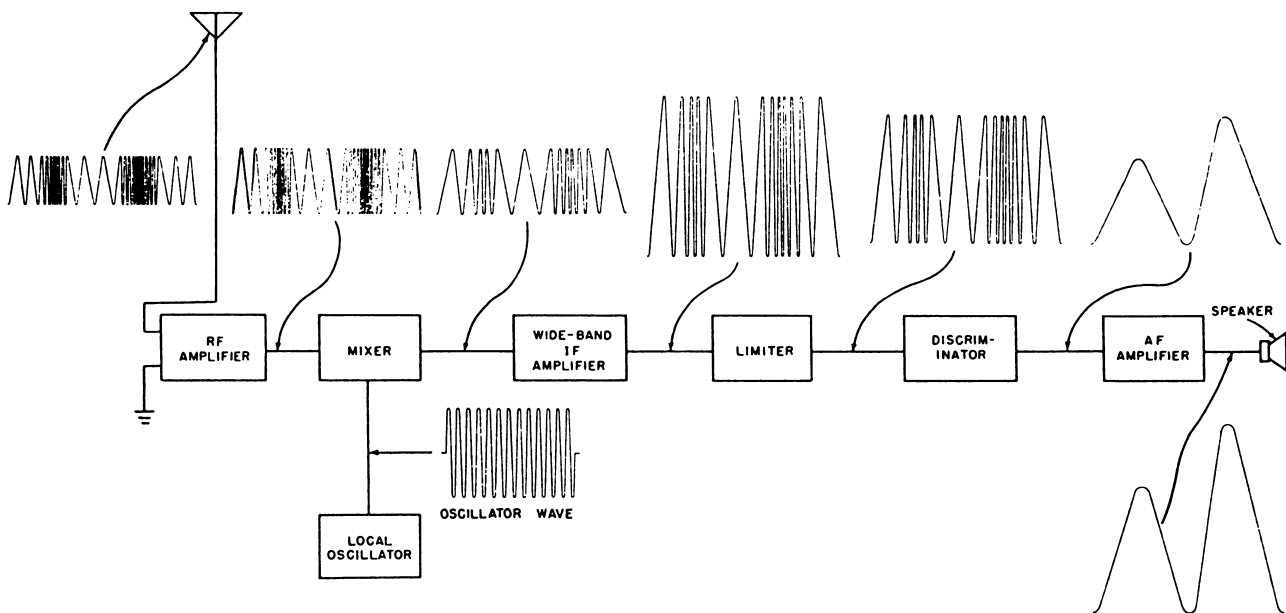 SPEAKER
RF
AMPLIFIER
MIXER
WIDE-BAND
IF
AMPLIFIER
LIMITER
DISCRIM-
INATOR
AF
AMPLIFIER
OSCILLATOR WAVE
LOCAL
OSCILLATOR